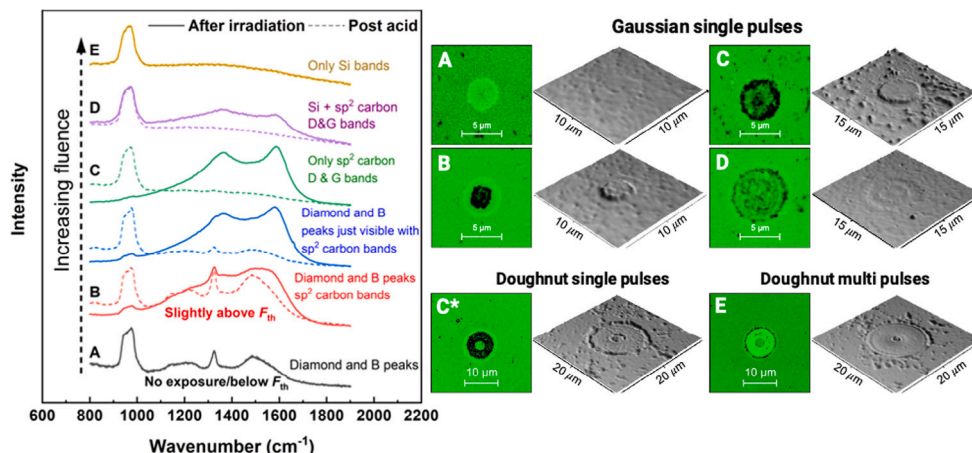 After irradiation
Post acid
E
Only Si bands
D
Si + sp² carbon
D&G bands
C
Only sp² carbon
D & G bands
Diamond and B
peaks just visible with
sp² carbon bands
B
Diamond and B peaks
sp² carbon bands
Slightly above Fth
A
Diamond and B peaks
No exposure/below Fth
Intensity
Increasing fluence
600 800 1000 1200 1400 1600 1800 2000 2200
Wavenumber (cm⁻¹)
Gaussian single pulses
A
5 µm
10 µm
10 µm
C
5 µm
15 µm
15 µm
B
5 µm
10 µm
10 µm
D
5 µm
15 µm
15 µm
Doughnut single pulses
Doughnut multi pulses
C*
10 µm
20 µm
20 µm
E
10 µm
20 µm
20 µm